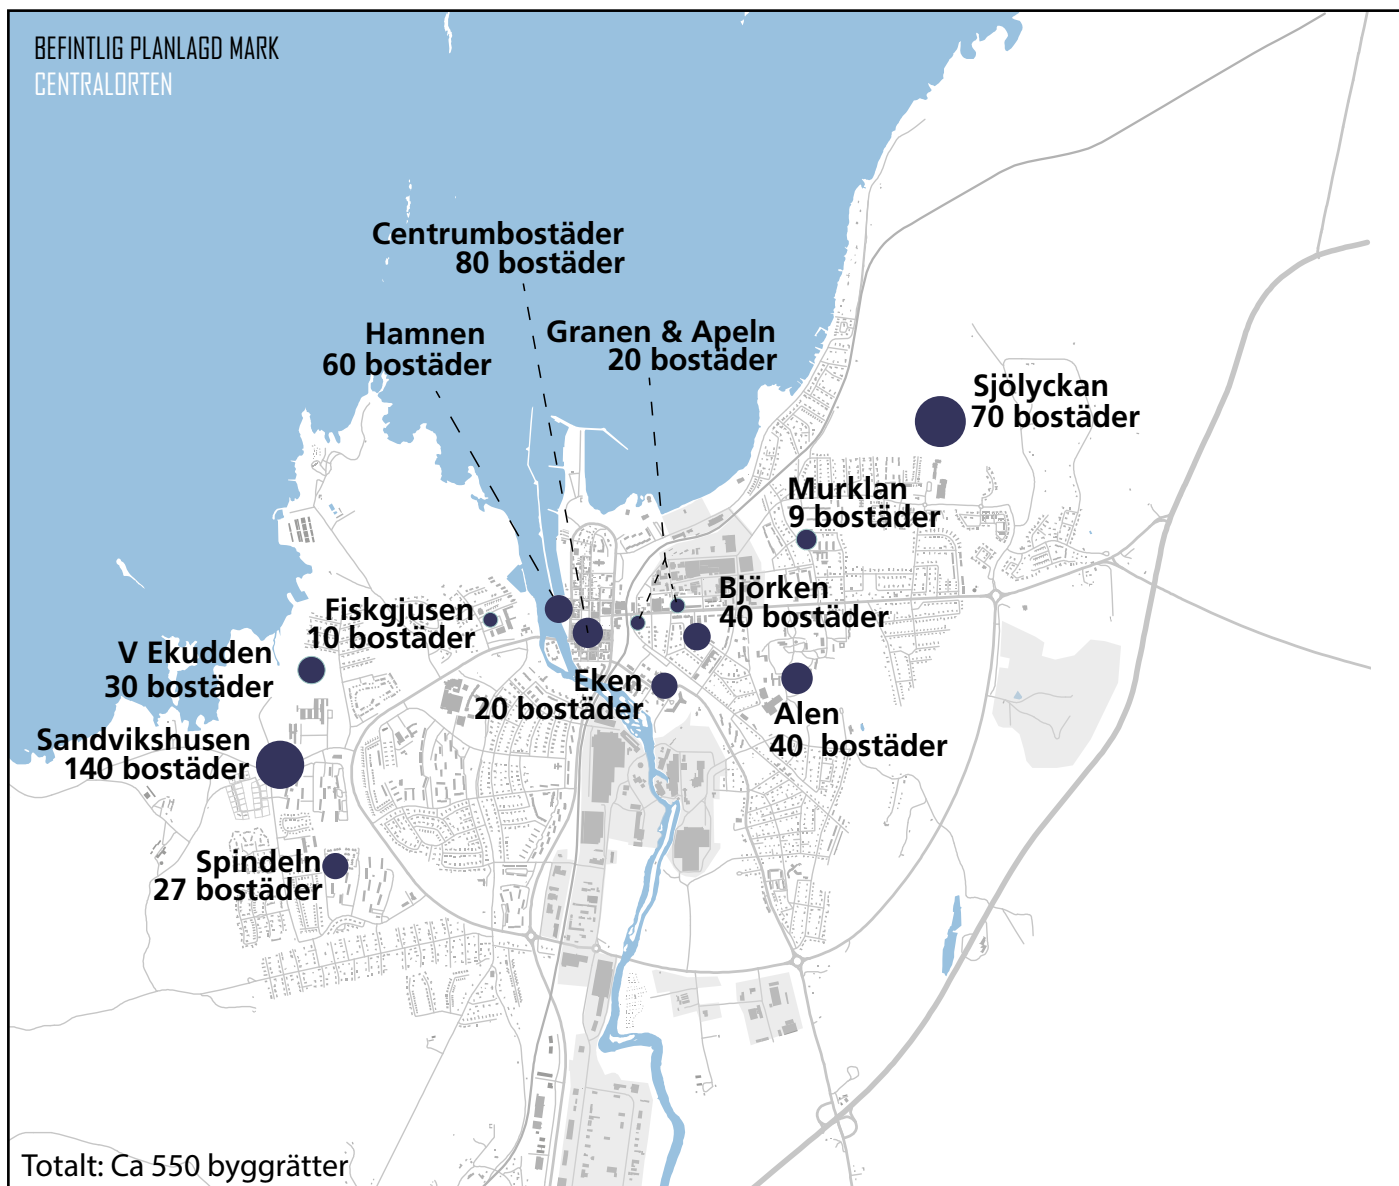 BEFINTLIG PLANLAGD MARK
CENTRALORTEN
Centrumbostäder
80 bostäder
Hamnen
60 bostäder
Granen & Apeln
20 bostäder
Sjölyckan
70 bostäder
Murklan
9 bostäder
Björken
40 bostäder
Fiskgjusen
10 bostäder
V Ekudden
30 bostäder
Eken
20 bostäder
Alen
40 bostäder
Sandvikshusen
140 bostäder
Spindeln
27 bostäder
Totalt: Ca 550 byggrätter